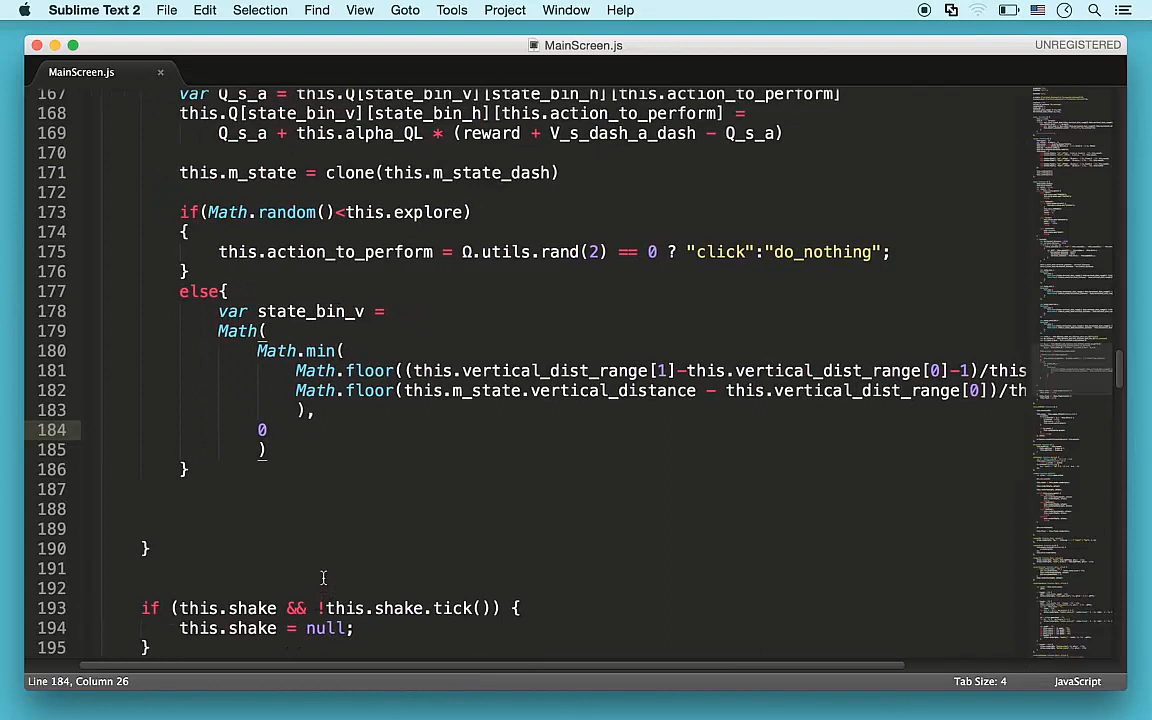 Sublime Text 2 File Edit Selection Find View Goto Tools Project Window Help
MainScreen.js UNREGISTERED
MainScreen.js ×
167 var Q_s_a = this.Q[state_bin_v][state_bin_h][this.action_to_perform]
168 this.Q[state_bin_v][state_bin_h][this.action_to_perform] =
169 Q_s_a + this.alpha_QL * (reward + V_s_dash_a_dash - Q_s_a)
170
171 this.m_state = clone(this.m_state_dash)
172
173 if(Math.random()<this.explore)
174 {
175 this.action_to_perform = Ω.utils.rand(2) == 0 ? "click":"do_nothing";
176 }
177 else{
178 var state_bin_v =
179 Math(
180 Math.min(
181 Math.floor((this.vertical_dist_range[1]-this.vertical_dist_range[0]-1)/this
182 Math.floor(this.m_state.vertical_distance - this.vertical_dist_range[0])/th
183 ),
184 0
185 )
186 }
187
188
189
190 }
191
192
193 if (this.shake && !this.shake.tick()) {
194 this.shake = null;
195 }
Line 184, Column 26 Tab Size: 4 JavaScript